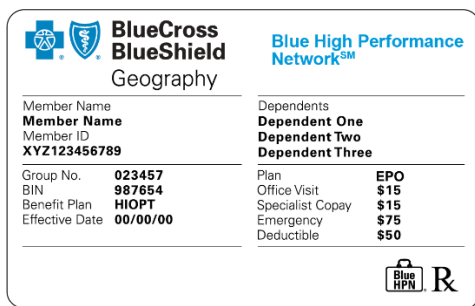 BlueCross
BlueShield
Geography
Blue High Performance
Network℠
Member Name
Member Name
Member ID
XYZ123456789
Dependents
Dependent One
Dependent Two
Dependent Three
Group No. 023457
BIN 987654
Benefit Plan HIOPT
Effective Date 00/00/00
Plan EPO
Office Visit $15
Specialist Copay $15
Emergency $75
Deductible $50
Blue
HPN
Rx